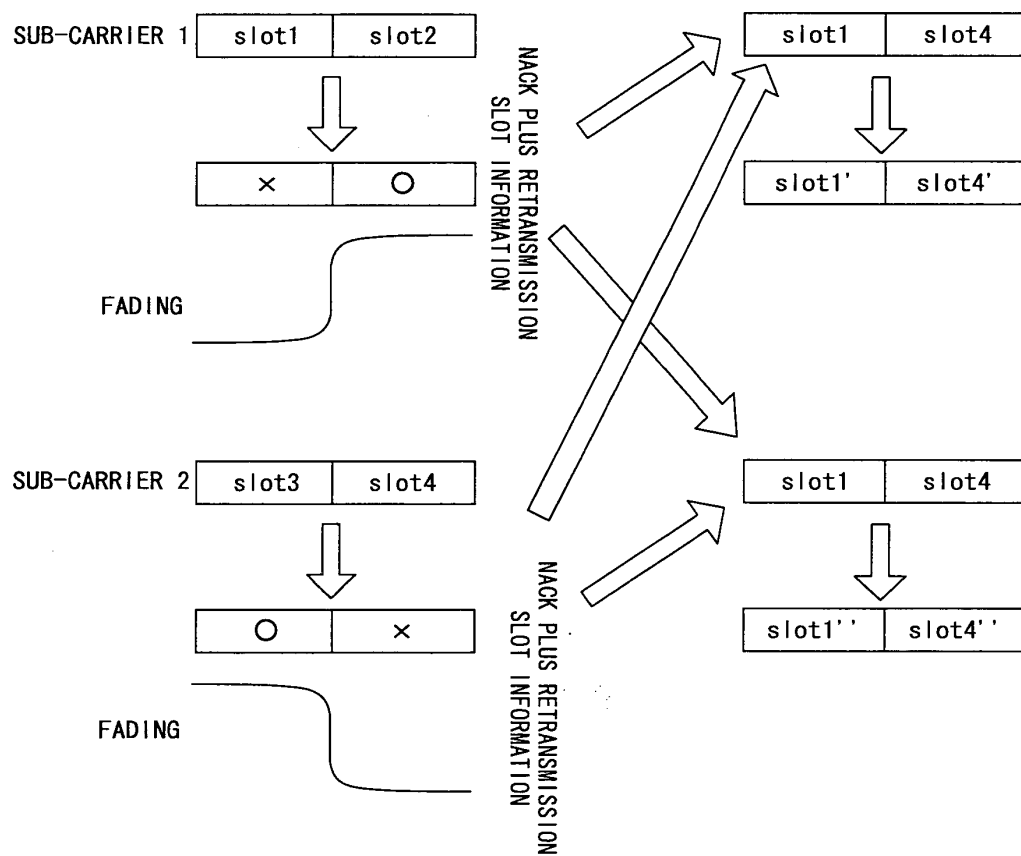 SUB-CARRIER 1
slot1 slot2
× ○
FADING
NACK PLUS RETRANSMISSION
SLOT INFORMATION
slot1 slot4
slot1' slot4'
SUB-CARRIER 2
slot3 slot4
○ ×
FADING
NACK PLUS RETRANSMISSION
SLOT INFORMATION
slot1 slot4
slot1'' slot4''